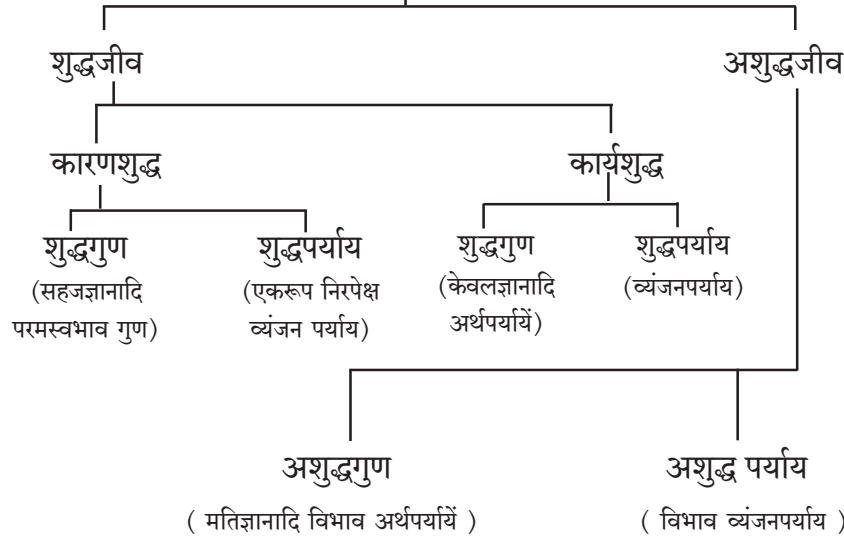 शुद्धजीव अशुद्धजीव
कारणशुद्ध कार्यशुद्ध
शुद्धगुण शुद्धपर्याय शुद्धगुण शुद्धपर्याय
(सहजज्ञानादि (एकरूप निरपेक्ष (केवलज्ञानादि (व्यंजनपर्याय)
परमस्वभाव गुण) व्यंजन पर्याय) अर्थपर्यायें)
अशुद्धगुण अशुद्ध पर्याय
( मतिज्ञानादि विभाव अर्थपर्यायें ) ( विभाव व्यंजनपर्याय )